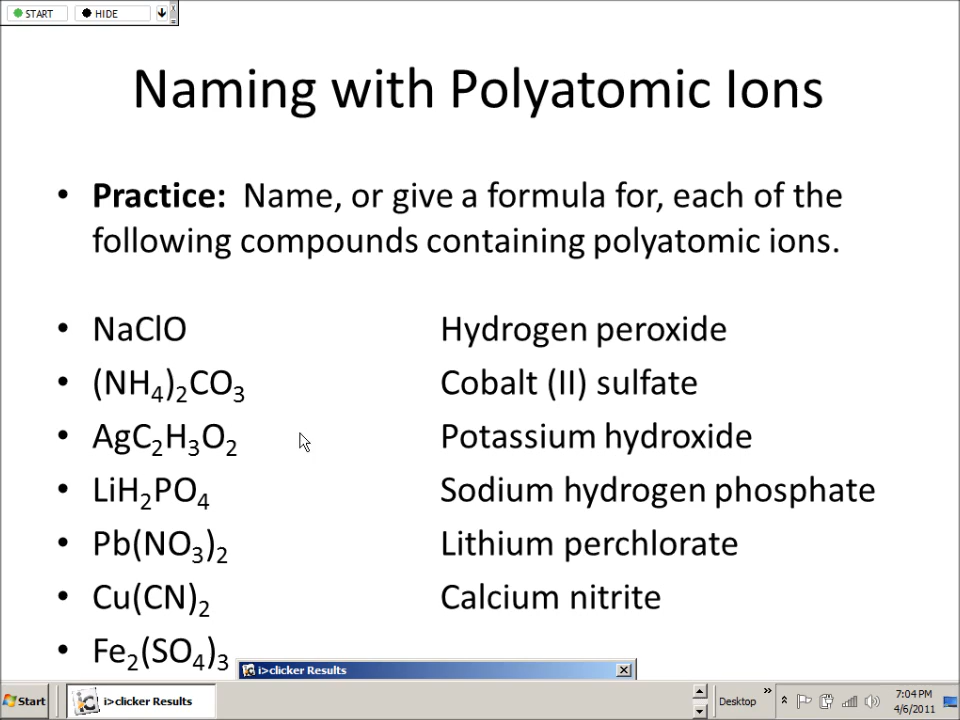 START HIDE
Naming with Polyatomic Ions
• Practice: Name, or give a formula for, each of the
following compounds containing polyatomic ions.
• NaClO Hydrogen peroxide
• (NH₄)₂CO₃ Cobalt (II) sulfate
• AgC₂H₃O₂ Potassium hydroxide
• LiH₂PO₄ Sodium hydrogen phosphate
• Pb(NO₃)₂ Lithium perchlorate
• Cu(CN)₂ Calcium nitrite
• Fe₂(SO₄)₃
i>clicker Results
Start i>clicker Results Desktop » 7:04 PM
4/6/2011